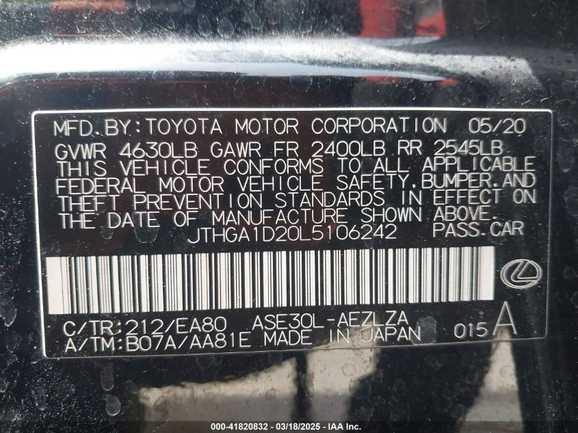 MFD.BY:TOYOTA MOTOR CORPORATION 05/20
GVWR 4630LB GAWR FR 2400LB RR 2545LB
THIS VEHICLE CONFORMS TO ALL APPLICABLE
FEDERAL MOTOR VEHICLE SAFETY,BUMPER,AND
THEFT PREVENTION STANDARDS IN EFFECT ON
THE DATE OF MANUFACTURE SHOWN ABOVE.
JTHGA1D20L5106242 PASS.CAR
C/TR:212/EA80 ASE30L-AEZLZA
A/TM:B07A/AA81E MADE IN JAPAN 015 A
000-41820832 - 03/18/2025 - IAAI.COM